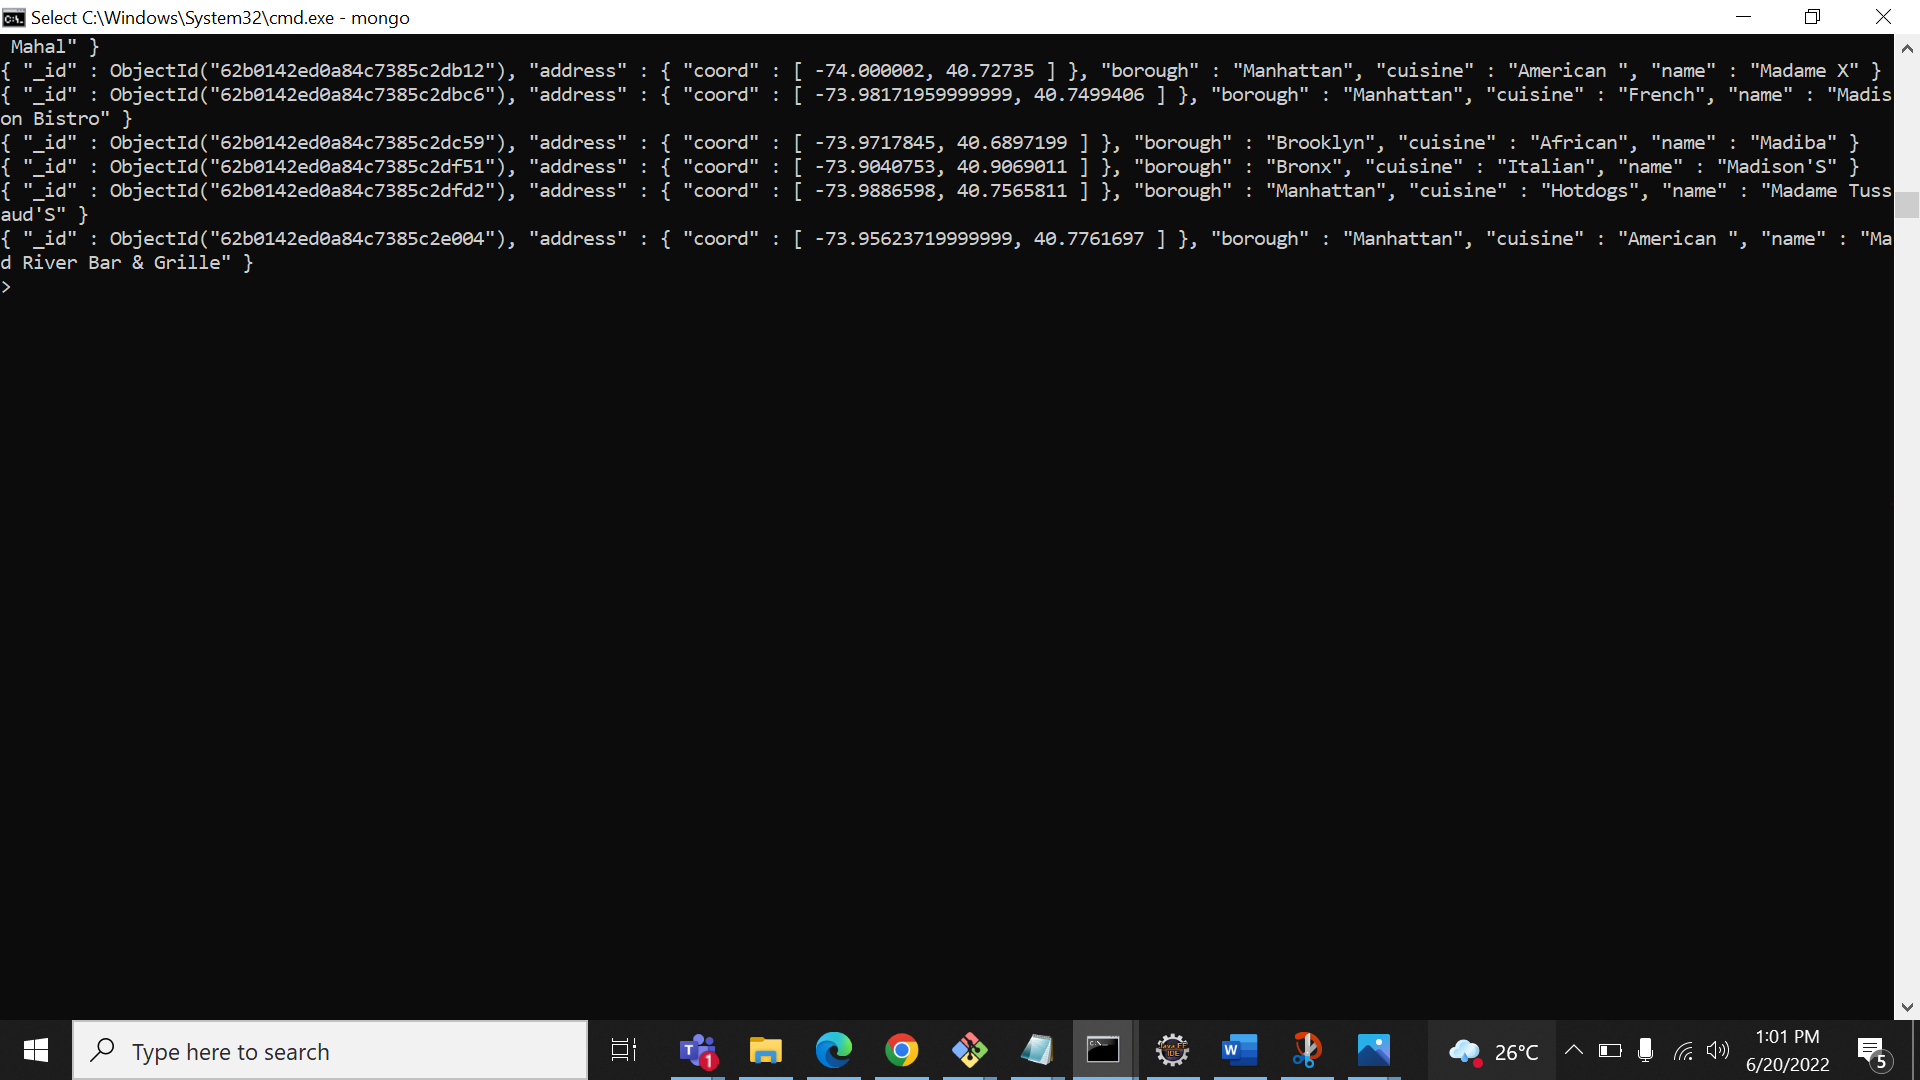 Select C:\Windows\System32\cmd.exe - mongo
Mahal" }
{ "_id" : ObjectId("62b0142ed0a84c7385c2db12"), "address" : { "coord" : [ -74.000002, 40.72735 ] }, "borough" : "Manhattan", "cuisine" : "American ", "name" : "Madame X" }
{ "_id" : ObjectId("62b0142ed0a84c7385c2dbc6"), "address" : { "coord" : [ -73.98171959999999, 40.7499406 ] }, "borough" : "Manhattan", "cuisine" : "French", "name" : "Madis
on Bistro" }
{ "_id" : ObjectId("62b0142ed0a84c7385c2dc59"), "address" : { "coord" : [ -73.9717845, 40.6897199 ] }, "borough" : "Brooklyn", "cuisine" : "African", "name" : "Madiba" }
{ "_id" : ObjectId("62b0142ed0a84c7385c2df51"), "address" : { "coord" : [ -73.9040753, 40.9069011 ] }, "borough" : "Bronx", "cuisine" : "Italian", "name" : "Madison'S" }
{ "_id" : ObjectId("62b0142ed0a84c7385c2dfd2"), "address" : { "coord" : [ -73.9886598, 40.7565811 ] }, "borough" : "Manhattan", "cuisine" : "Hotdogs", "name" : "Madame Tuss
aud'S" }
{ "_id" : ObjectId("62b0142ed0a84c7385c2e004"), "address" : { "coord" : [ -73.95623719999999, 40.7761697 ] }, "borough" : "Manhattan", "cuisine" : "American ", "name" : "Ma
d River Bar & Grille" }
>
Type here to search
T
1
C:\
Java EE
IDE
W
26°C
1:01 PM
6/20/2022
5